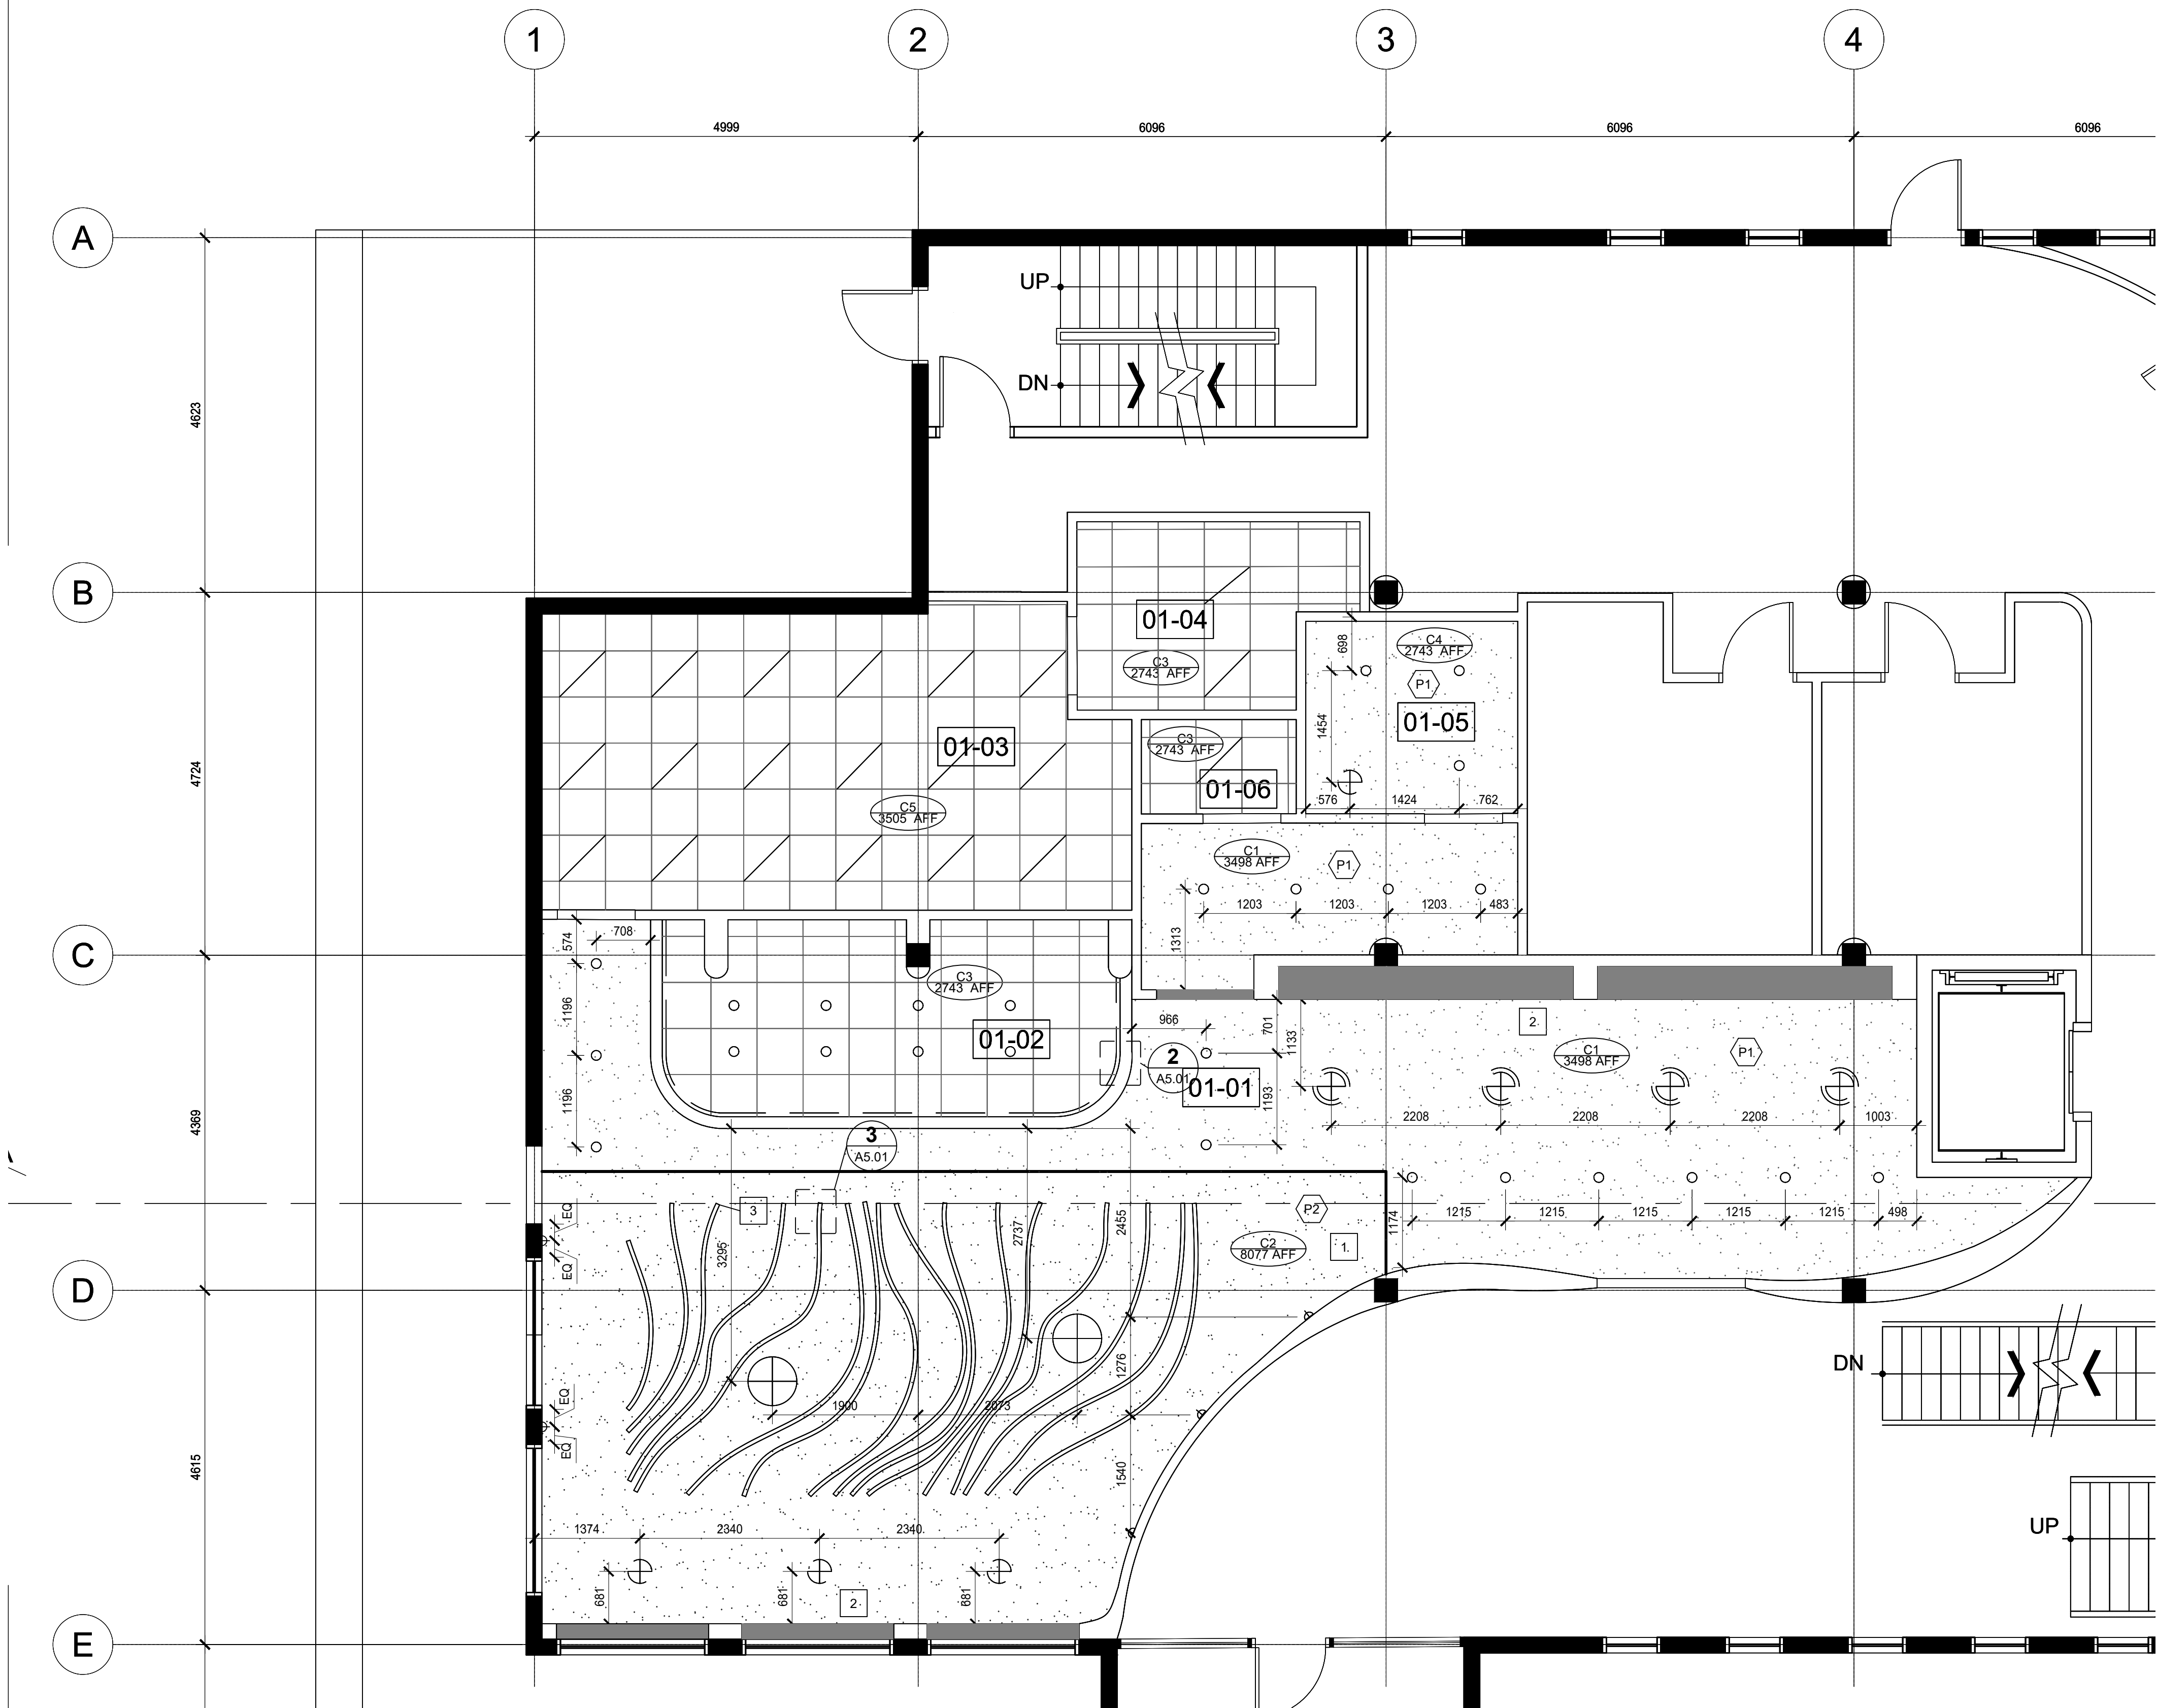 1
2
3
4
4999
6096
6096
6096
A
UP
DN
4623
B
01-04
C3
2743 AFF
698
C4
2743 AFF
P1
01-05
1454
4724
01-03
C3
2743 AFF
01-06
C5
3505 AFF
576
1424
762
C1
3498 AFF
P1
1203
1203
1203
483
1313
574
708
C
C3
2743 AFF
1196
01-02
966
701
1133
2
2
A5.01
01-01
C1
3498 AFF
P1
1193
1196
4369
2208
2208
2208
1003
3
A5.01
EQ
3
3295
2737
2455
P2
C2
8077 AFF
1
1174
1215
1215
1215
1215
1215
498
EQ
D
1276
DN
EQ
1900
2073
EQ
4615
1540
1374
2340
2340
UP
681
681
2
681
E